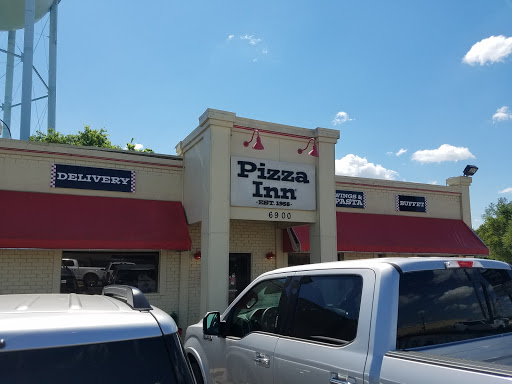 DELIVERY
Pizza
Inn
EST. 1958
6900
WINGS &
PASTA
BUFFET